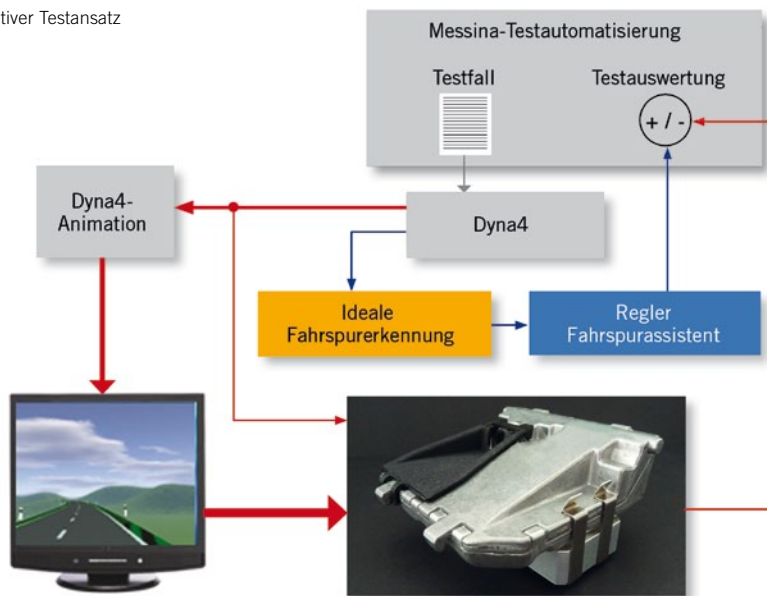 tiver Testansatz
Messina-Testautomatisierung
Testfall
Testauswertung
+ / -
Dyna4-
Animation
Dyna4
Ideale
Fahrspurerkennung
Regler
Fahrspurassistent